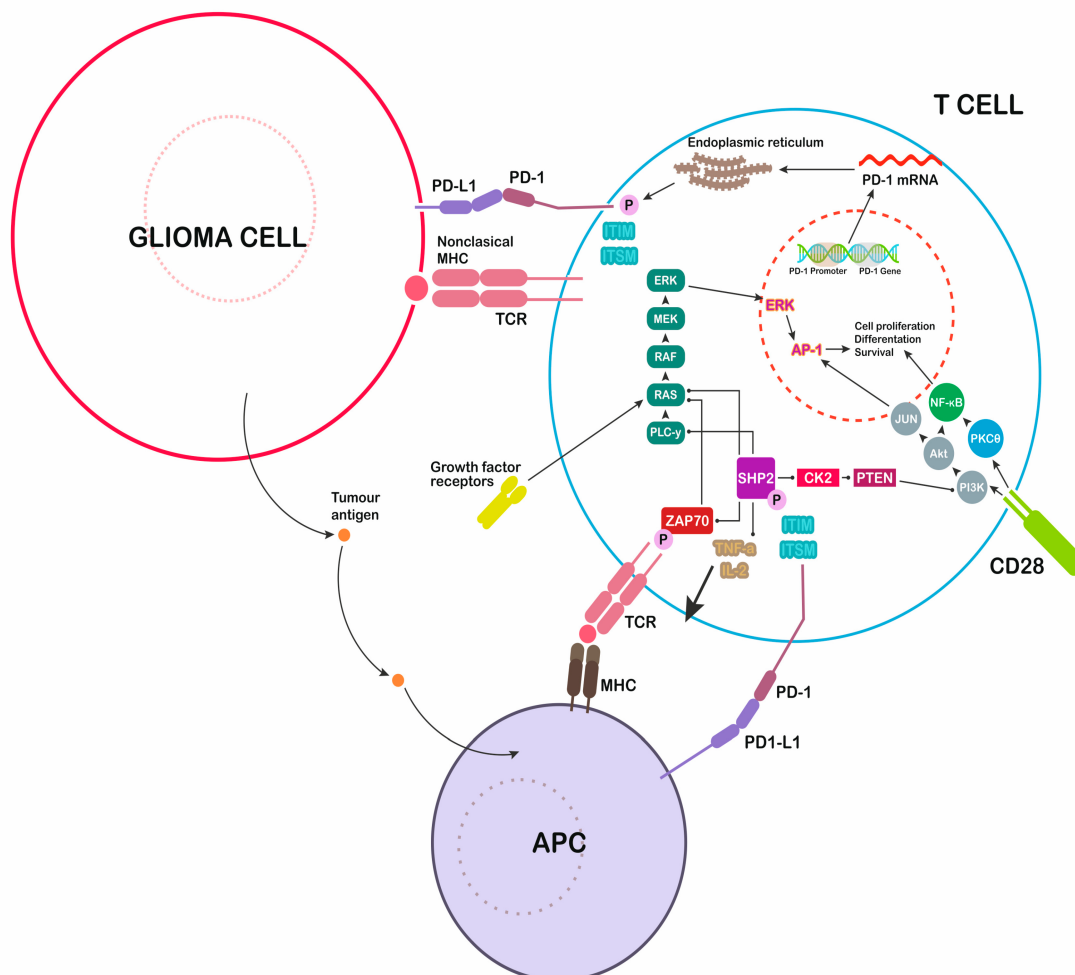 T CELL
Endoplasmic reticulum
PD-L1
PD-1
P
PD-1 mRNA
ITIM
ITSM
GLIOMA CELL
Nonclasical
MHC
TCR
PD-1 Promoter
PD-1 Gene
ERK
MEK
RAF
RAS
PLC-y
ERK
AP-1
Cell proliferation
Differentation
Survival
NF-κB
JUN
PKCθ
Akt
PI3K
Growth factor
receptors
SHP2
CK2
PTEN
P
Tumour
antigen
ZAP70
P
ITIM
ITSM
TNF-a
IL-2
CD28
TCR
MHC
PD-1
PD1-L1
APC